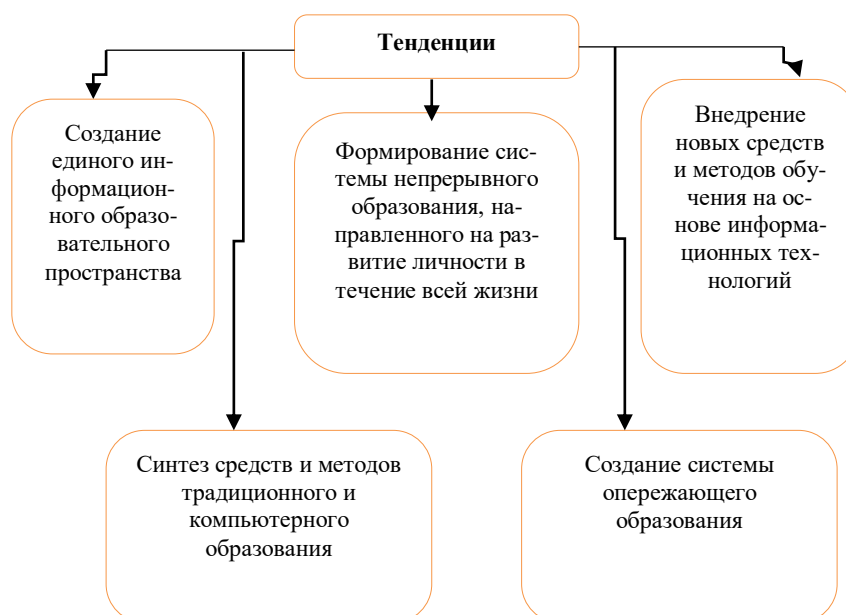 Тенденции
Создание
единого ин-
формацион-
ного образо-
вательного
пространства
Формирование сис-
темы непрерывного
образования, на-
правленного на раз-
витие личности в
течение всей жизни
Внедрение
новых средств
и методов обу-
чения на ос-
нове информа-
ционных тех-
нологий
Синтез средств и методов
традиционного и
компьютерного
образования
Создание системы
опережающего
образования